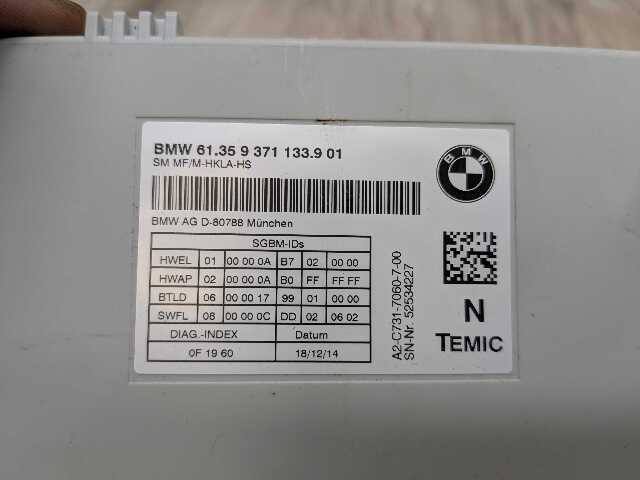 BMW 61.35 9 371 133.9 01
SM MF/M-HKLA-HS
BMW AG D-80788 München
SGBM-IDs
HWEL 01 00 00 0A B7 02 00 00
HWAP 02 00 00 0A B0 FF FF FF
BTLD 06 00 00 17 99 01 00 00
SWFL 08 00 00 0C DD 02 06 02
DIAG.-INDEX Datum
0F 19 60 18/12/14
A2-C731-7060-7-00
SN-Nr. 52534227
BMW
N
TEMIC